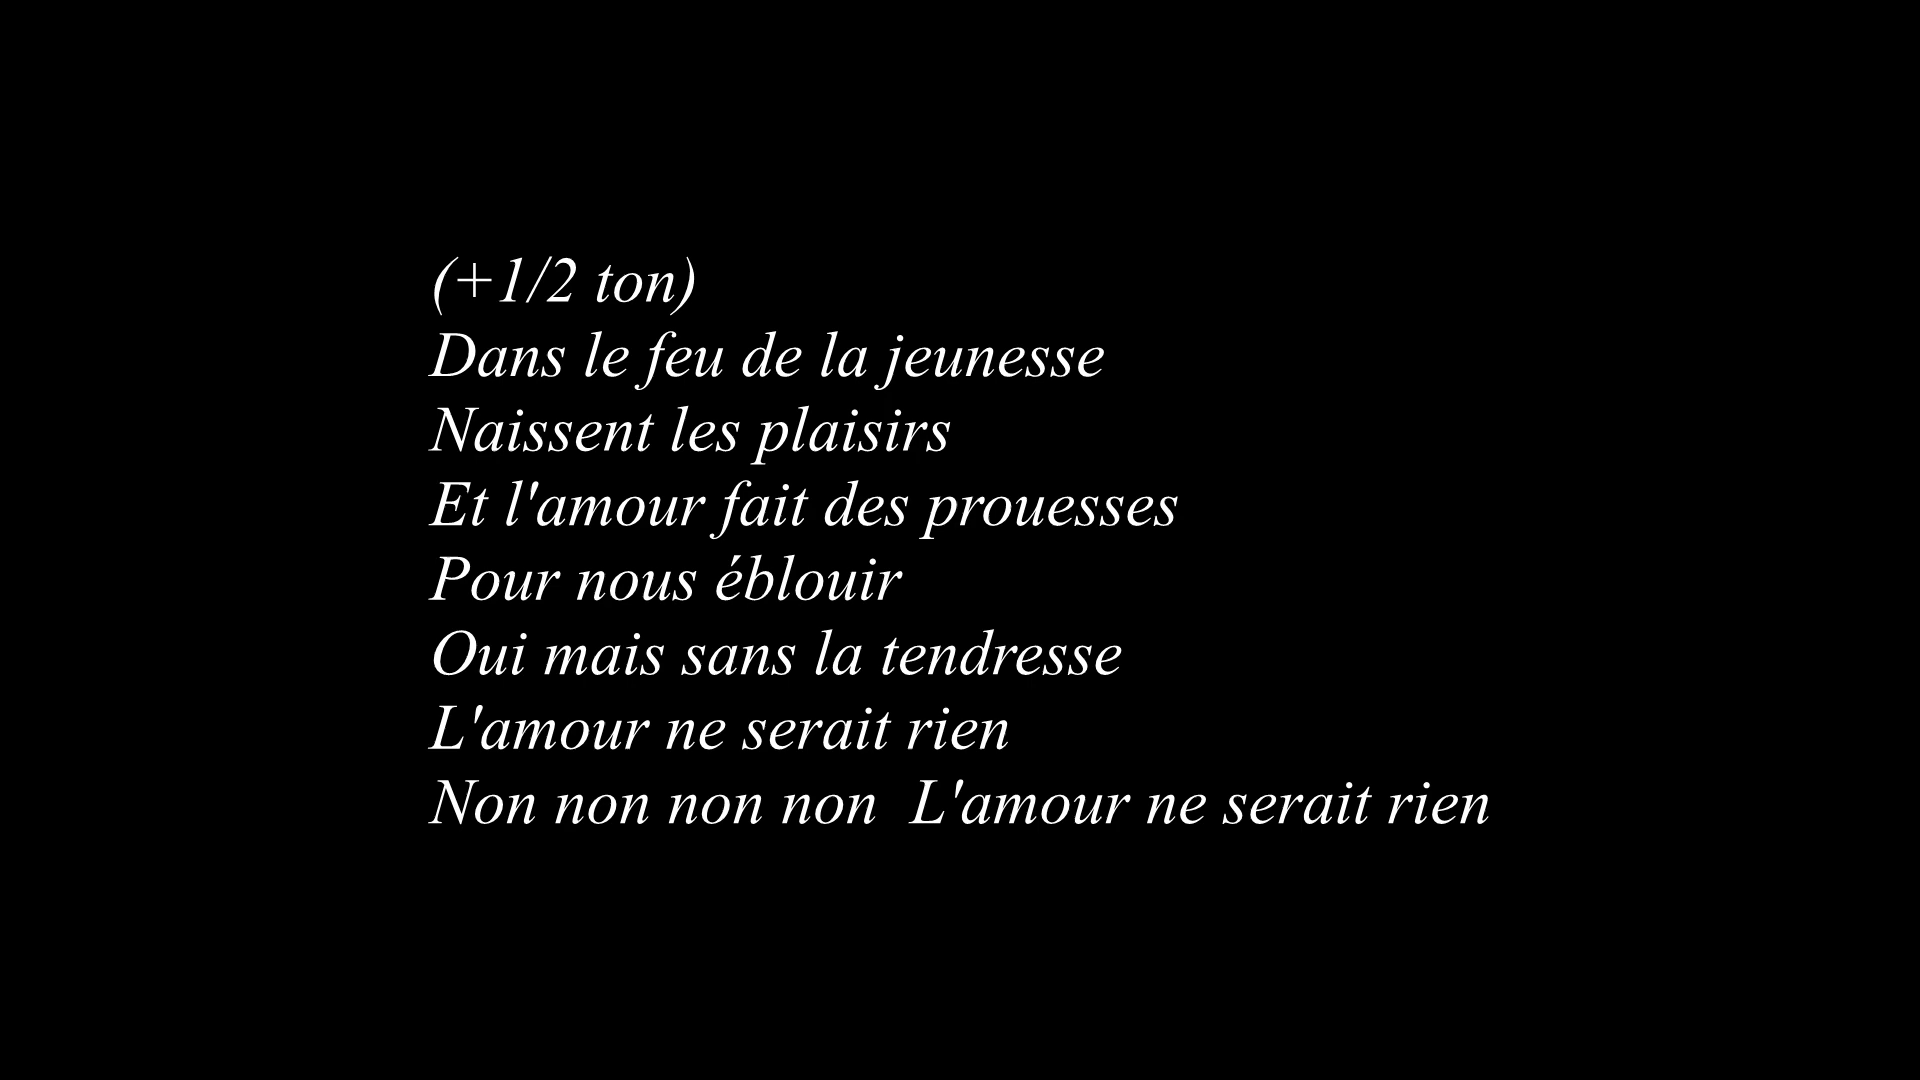 (+1/2 ton)
Dans le feu de la jeunesse
Naissent les plaisirs
Et l'amour fait des prouesses
Pour nous éblouir
Oui mais sans la tendresse
L'amour ne serait rien
Non non non non  L'amour ne serait rien